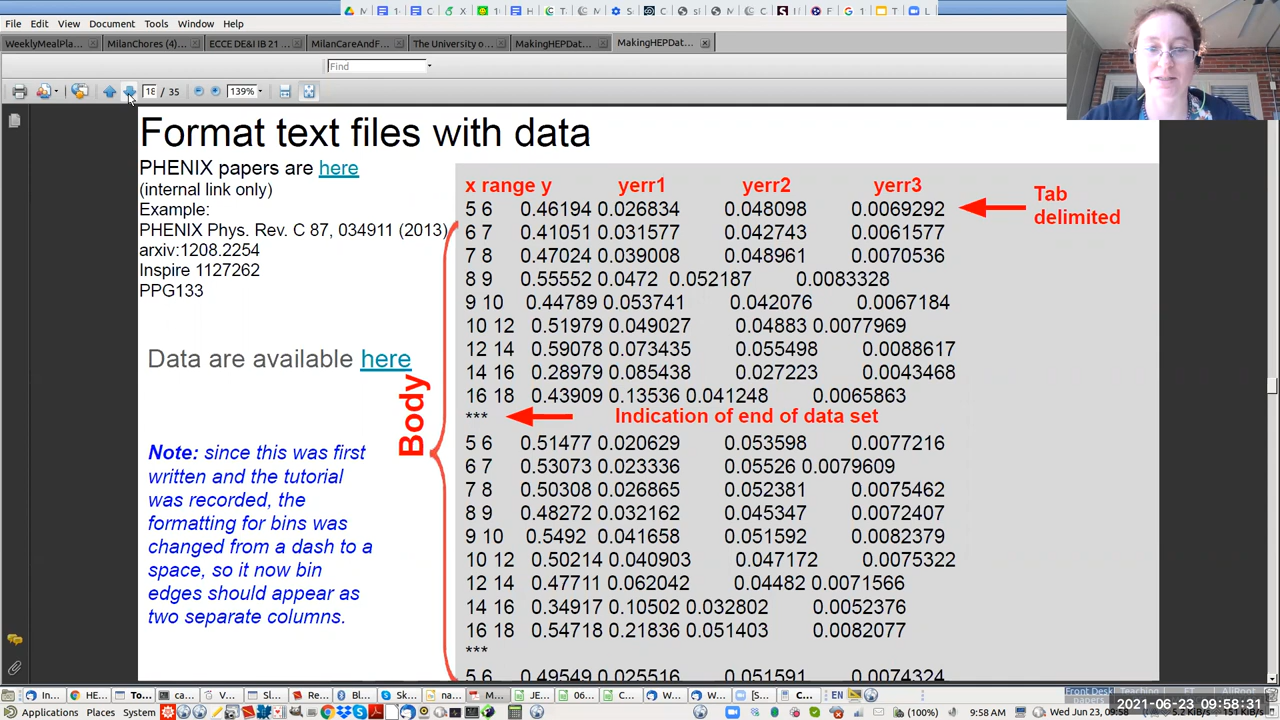 File Edit View Document Tools Window Help
WeeklyMealPla... MilanChores (4)... ECCE DE&I IB 21 ... MilanCareAndF... The University o... MakingHEPDat... MakingHEPDat...
Find
18 / 35 139%
Format text files with data
PHENIX papers are here
(internal link only)
Example:
PHENIX Phys. Rev. C 87, 034911 (2013)
arxiv:1208.2254
Inspire 1127262
PPG133
Data are available here
Note: since this was first
written and the tutorial
was recorded, the
formatting for bins was
changed from a dash to a
space, so it now bin
edges should appear as
two separate columns.
Body
x range y yerr1 yerr2 yerr3
5 6 0.46194 0.026834 0.048098 0.0069292
Tab
delimited
6 7 0.41051 0.031577 0.042743 0.0061577
7 8 0.47024 0.039008 0.048961 0.0070536
8 9 0.55552 0.0472 0.052187 0.0083328
9 10 0.44789 0.053741 0.042076 0.0067184
10 12 0.51979 0.049027 0.04883 0.0077969
12 14 0.59078 0.073435 0.055498 0.0088617
14 16 0.28979 0.085438 0.027223 0.0043468
16 18 0.43909 0.13536 0.041248 0.0065863
*** Indication of end of data set
5 6 0.51477 0.020629 0.053598 0.0077216
6 7 0.53073 0.023336 0.05526 0.0079609
7 8 0.50308 0.026865 0.052381 0.0075462
8 9 0.48272 0.032162 0.045347 0.0072407
9 10 0.5492 0.041658 0.051592 0.0082379
10 12 0.50214 0.040903 0.047172 0.0075322
12 14 0.47711 0.062042 0.04482 0.0071566
14 16 0.34917 0.10502 0.032802 0.0052376
16 18 0.54718 0.21836 0.051403 0.0082077
***
5 6 0.49549 0.025516 0.051591 0.0074324
EN
Applications Places System (100%) 9:58 AM Wed Jun 23, 09:58
2021-06-23 09:58:31